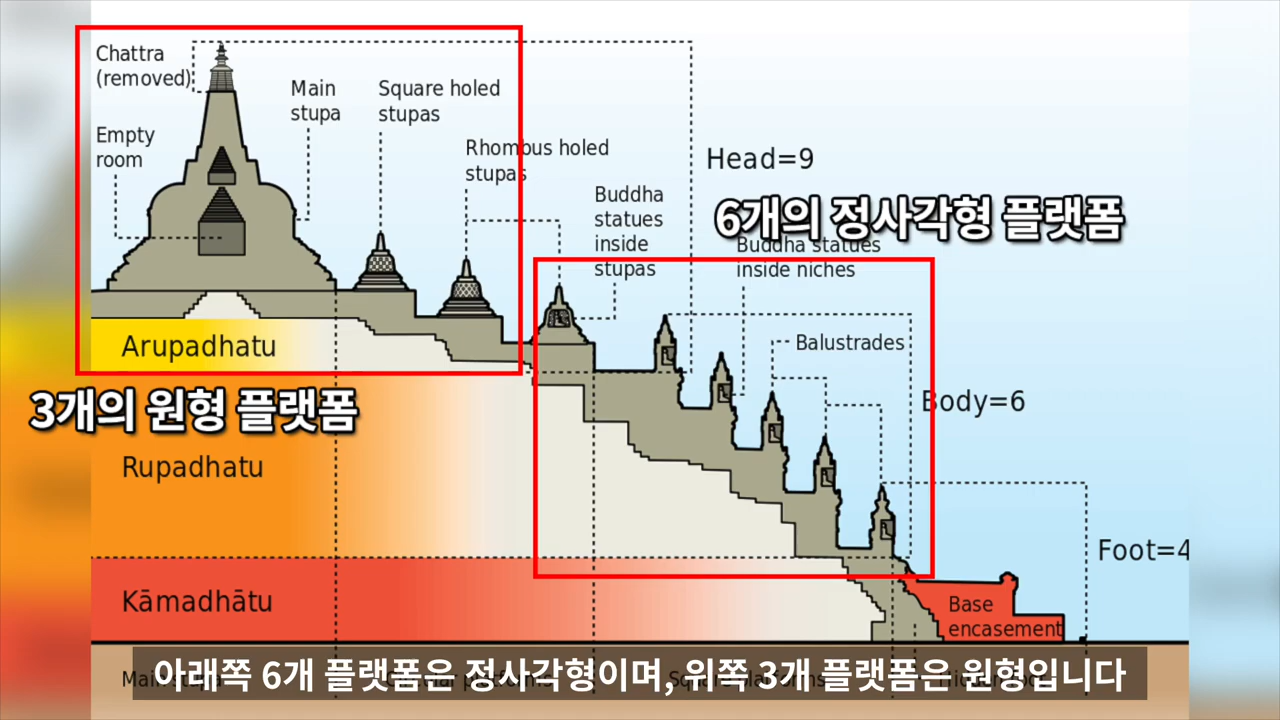 Chattra
(removed)
Main
stupa
Square holed
stupas
Empty
room
Rhombus holed
stupas
Head=9
Buddha
statues
inside
stupas
6개의 정사각형 플랫폼
Buddha statues
inside niches
Balustrades
Arupadhatu
3개의 원형 플랫폼
Body=6
Rupadhatu
Foot=4
Kāmadhātu
Base
encasement
아래쪽 6개 플랫폼은 정사각형이며, 위쪽 3개 플랫폼은 원형입니다